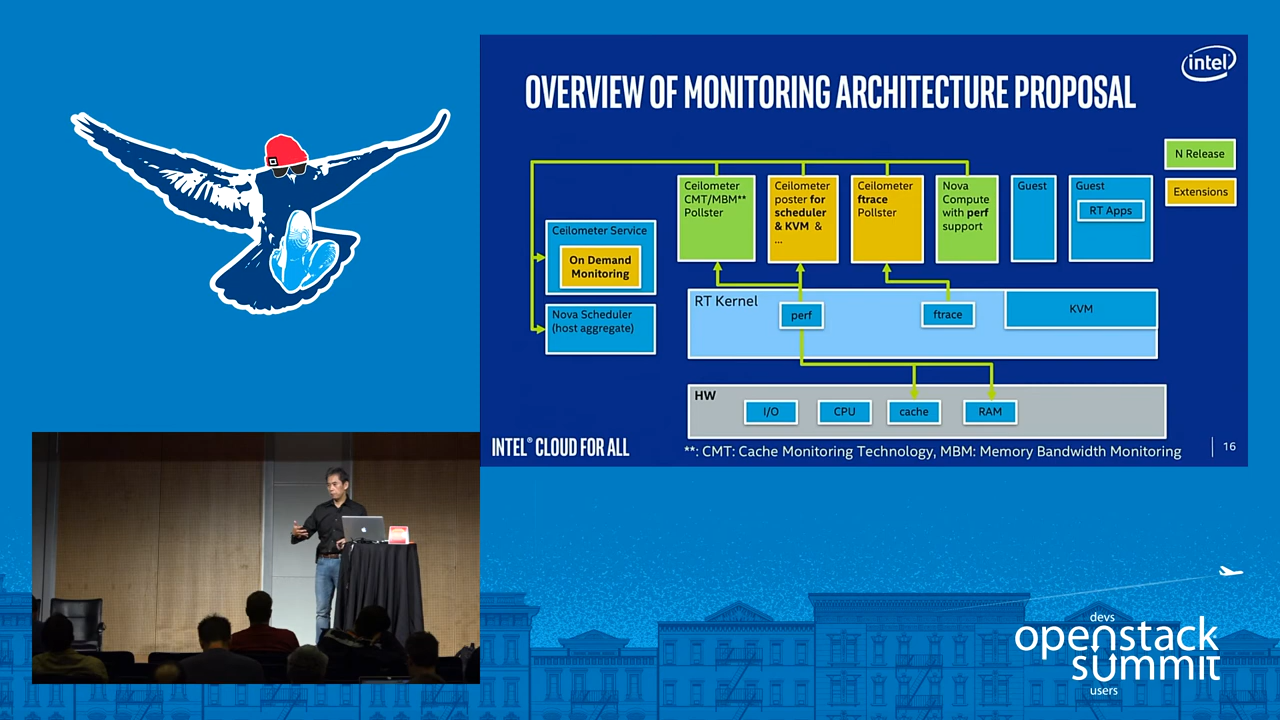 OVERVIEW OF MONITORING ARCHITECTURE PROPOSAL
intel
N Release
Extensions
Ceilometer
CMT/MBM**
Pollster
Ceilometer
poster for
scheduler
& KVM &
...
Ceilometer
ftrace
Pollster
Nova
Compute
with perf
support
Guest
Guest
RT Apps
Ceilometer Service
On Demand
Monitoring
Nova Scheduler
(host aggregate)
RT Kernel
perf
ftrace
KVM
HW
I/O
CPU
cache
RAM
INTEL® CLOUD FOR ALL
**: CMT: Cache Monitoring Technology, MBM: Memory Bandwidth Monitoring
16
devs
openstack
summit
users